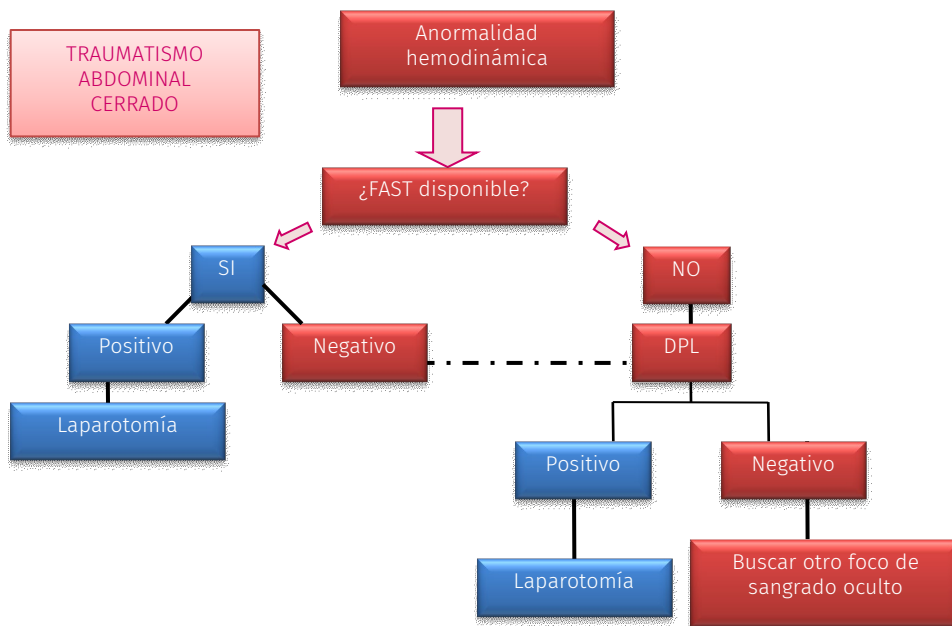 TRAUMATISMO
ABDOMINAL
CERRADO
Anormalidad
hemodinámica
¿FAST disponible?
SI
NO
Positivo
Negativo
DPL
Laparotomía
Positivo
Negativo
Laparotomía
Buscar otro foco de
sangrado oculto